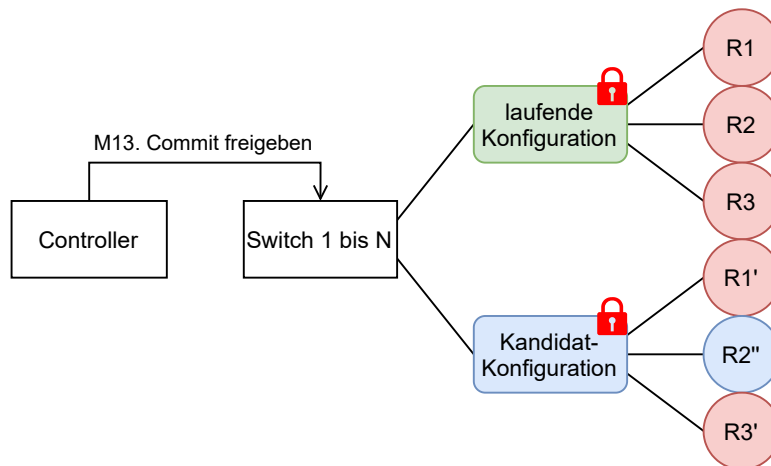 M13. Commit freigeben
Controller
Switch 1 bis N
laufende
Konfiguration
R1
R2
R3
Kandidat-
Konfiguration
R1'
R2''
R3'